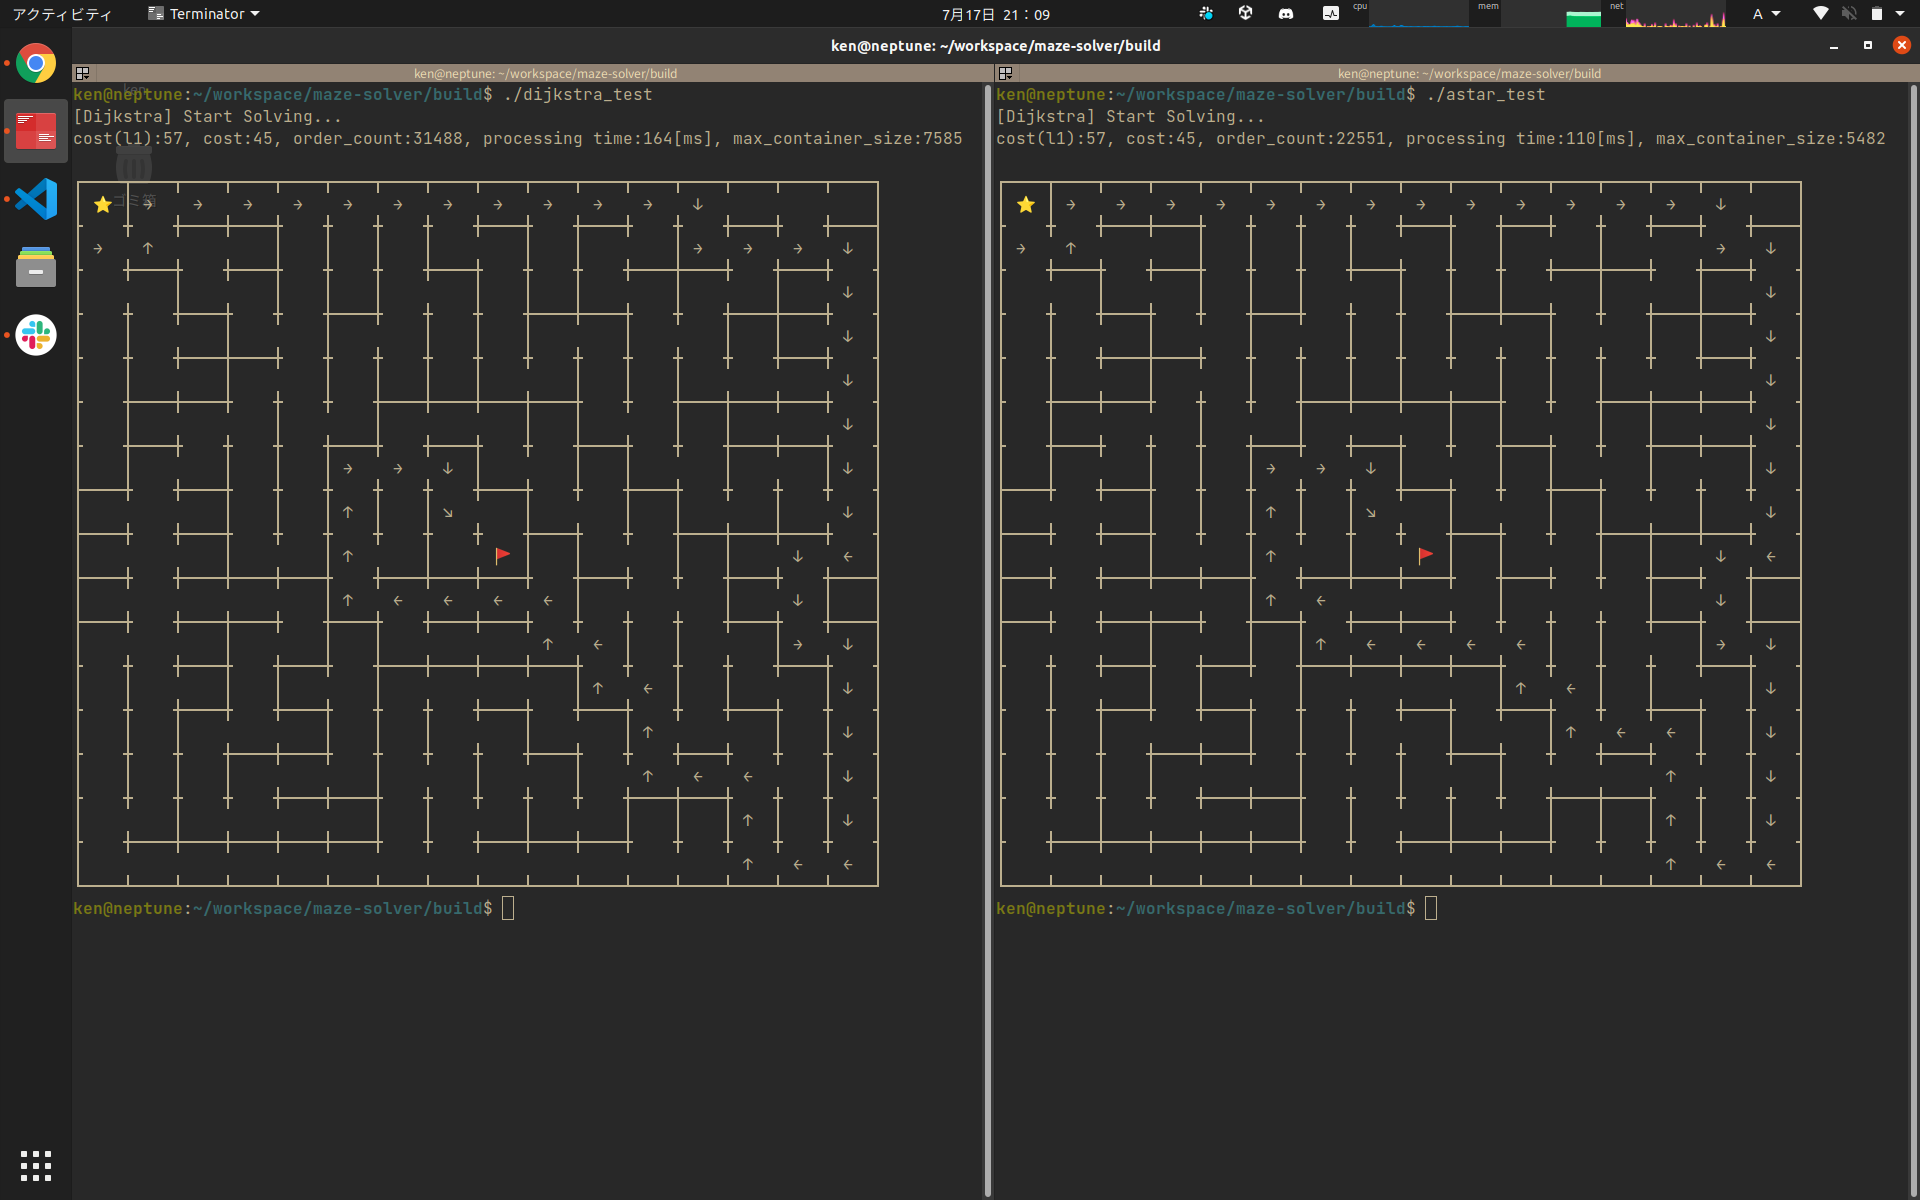 アクティビティ Terminator 7月17日 21：09 cpu mem net A
ken@neptune: ~/workspace/maze-solver/build
ken@neptune: ~/workspace/maze-solver/build
ken@neptune:~/workspace/maze-solver/build$ ./dijkstra_test
[Dijkstra] Start Solving...
cost(l1):57, cost:45, order_count:31488, processing time:164[ms], max_container_size:7585
ゴミ箱
ken@neptune:~/workspace/maze-solver/build$
ken@neptune: ~/workspace/maze-solver/build
ken@neptune:~/workspace/maze-solver/build$ ./astar_test
[Dijkstra] Start Solving...
cost(l1):57, cost:45, order_count:22551, processing time:110[ms], max_container_size:5482
ken@neptune:~/workspace/maze-solver/build$